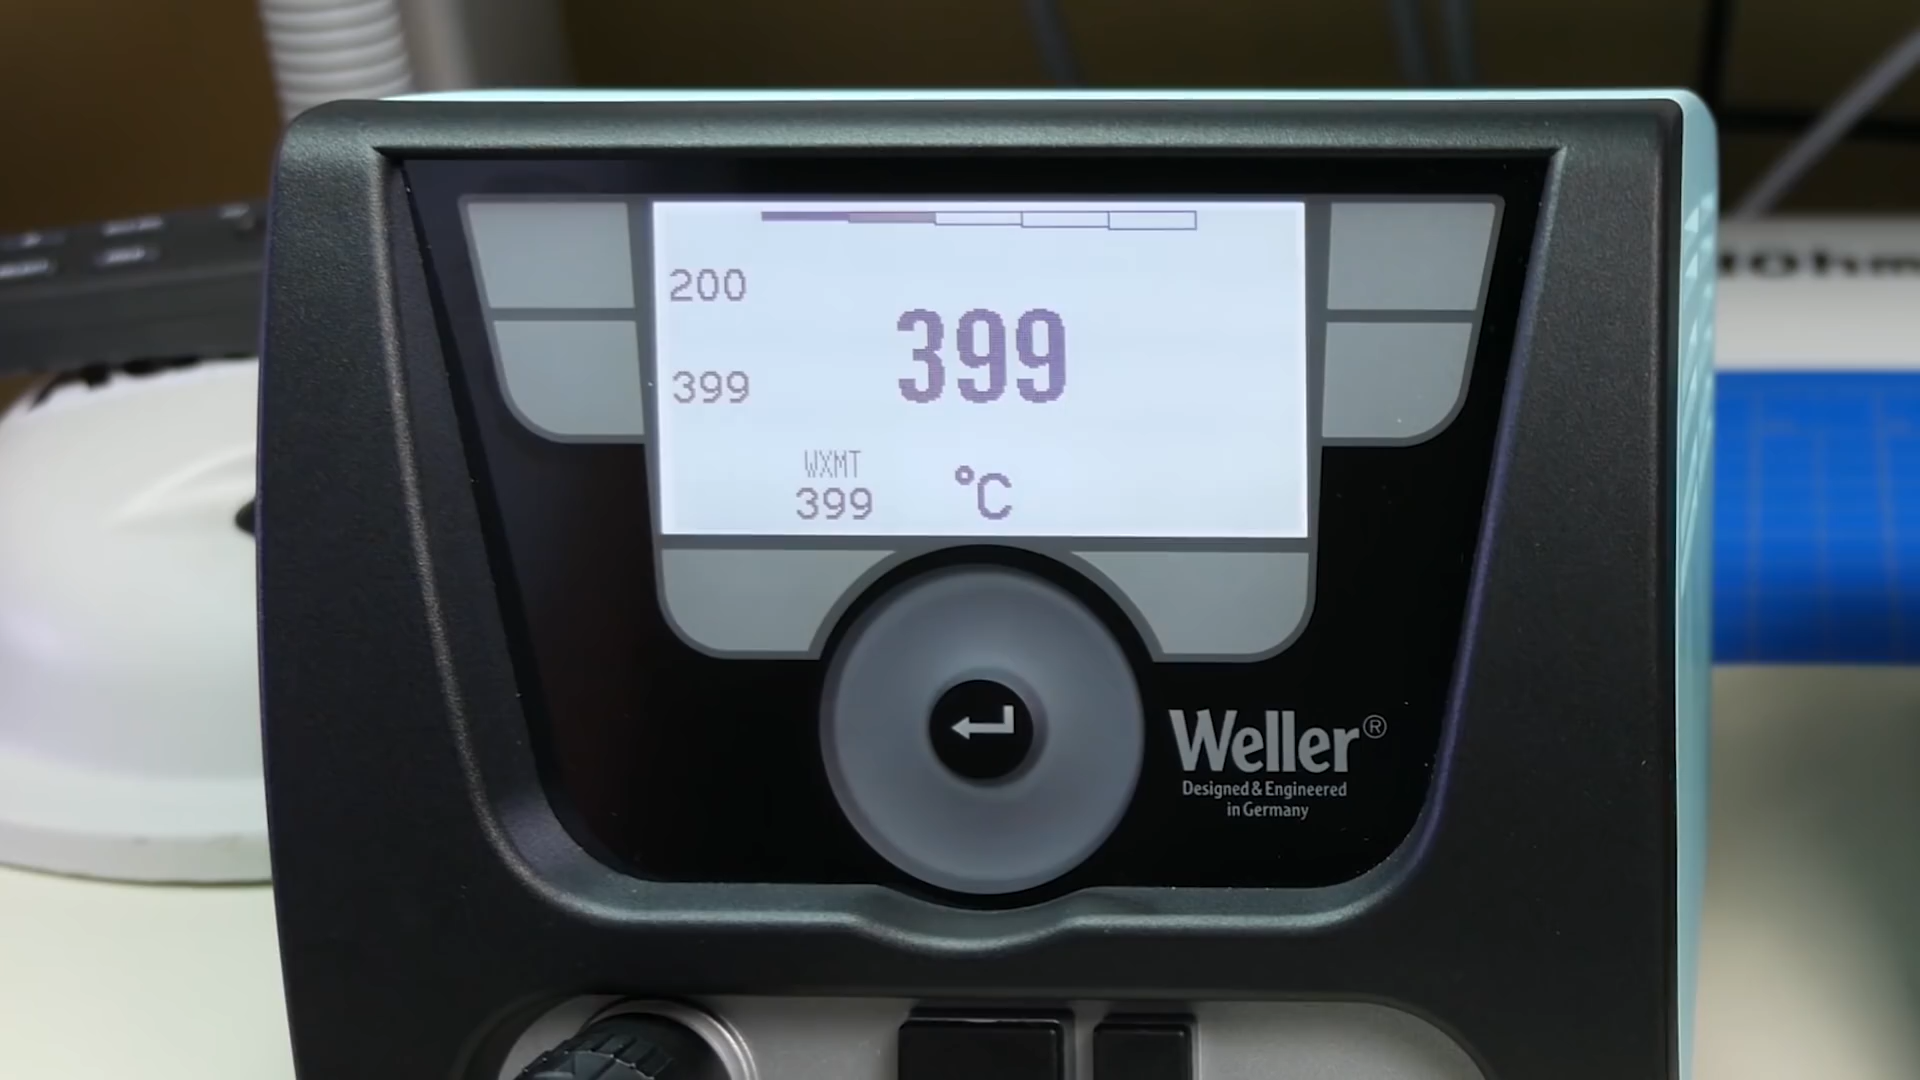 200
399
399
WXMT
399
°C
Weller®
Designed & Engineered
in Germany